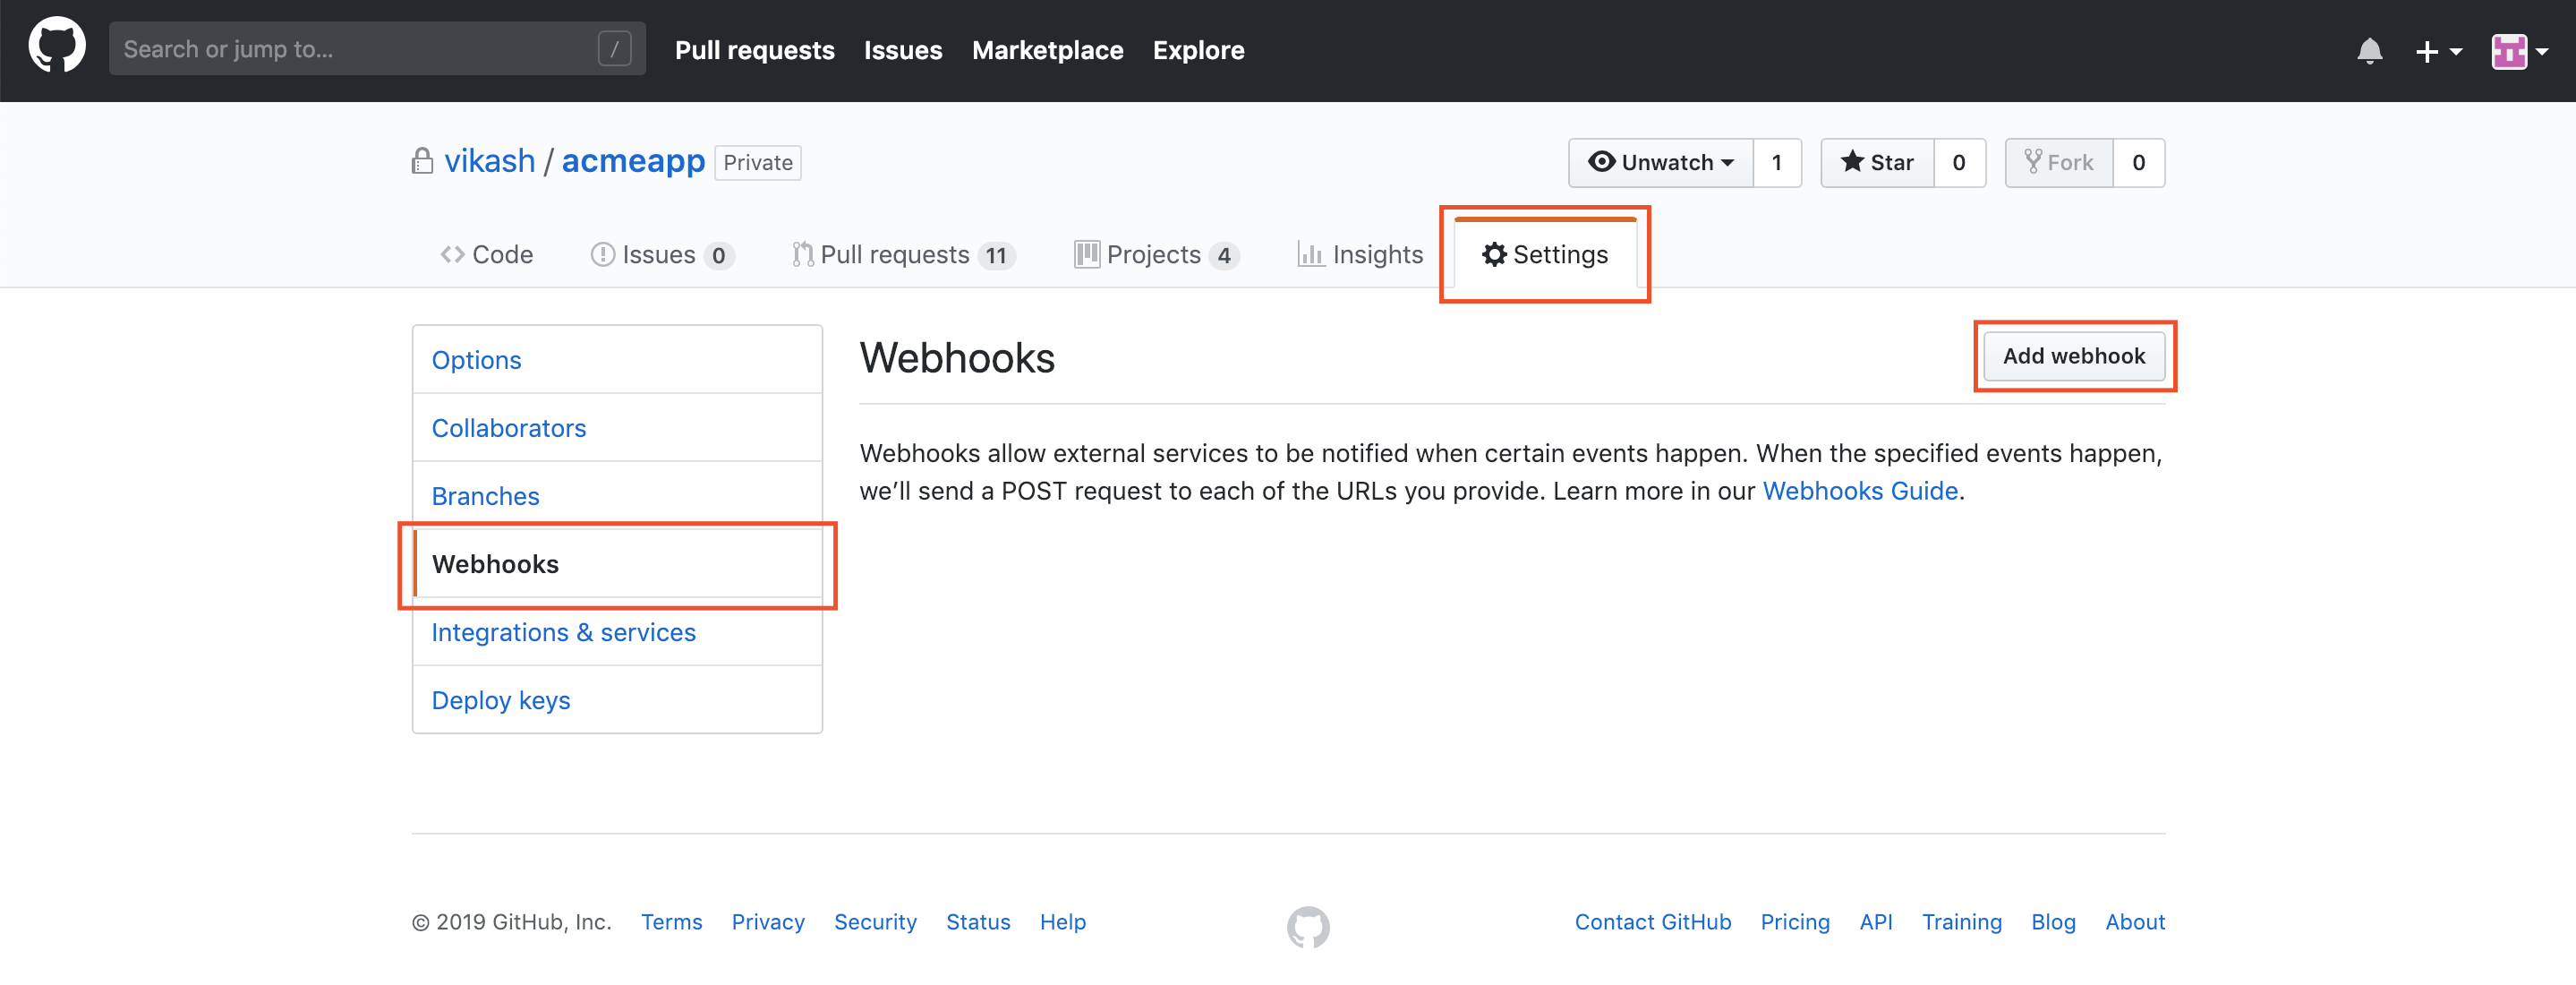 Search or jump to... /
Pull requests Issues Marketplace Explore
vikash / acmeapp Private
Unwatch 1 Star 0 Fork 0
Code Issues 0 Pull requests 11 Projects 4 Insights Settings
Options
Collaborators
Branches
Webhooks
Integrations & services
Deploy keys
Webhooks
Add webhook
Webhooks allow external services to be notified when certain events happen. When the specified events happen,
we’ll send a POST request to each of the URLs you provide. Learn more in our Webhooks Guide.
© 2019 GitHub, Inc. Terms Privacy Security Status Help
Contact GitHub Pricing API Training Blog About